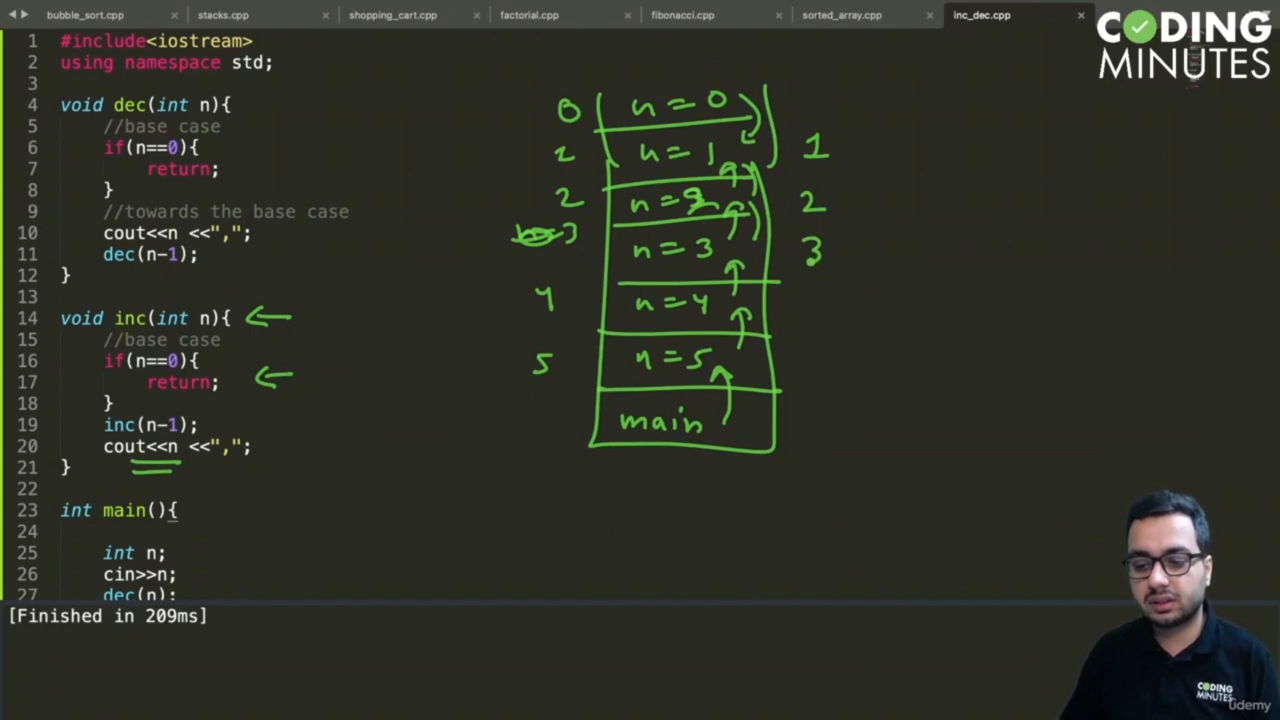 bubble_sort.cpp × stacks.cpp × shopping_cart.cpp × factorial.cpp × fibonacci.cpp × sorted_array.cpp × inc_dec.cpp ×
CODING
MINUTES
1 #include<iostream>
2 using namespace std;
3
4 void dec(int n){
5 //base case
6 if(n==0){
7 return;
8 }
9 //towards the base case
10 cout<<n <<",";
11 dec(n-1);
12 }
13
14 void inc(int n){
15 //base case
16 if(n==0){
17 return;
18 }
19 inc(n-1);
20 cout<<n <<",";
21 }
22
23 int main(){
24
25 int n;
26 cin>>n;
27 dec(n);
[Finished in 209ms]
0 n = 0
n = 1 1
2 n = 2 2
3 n = 3 3
4 n = 4
5 n = 5
main
CODING
MINUTES
ûdemy